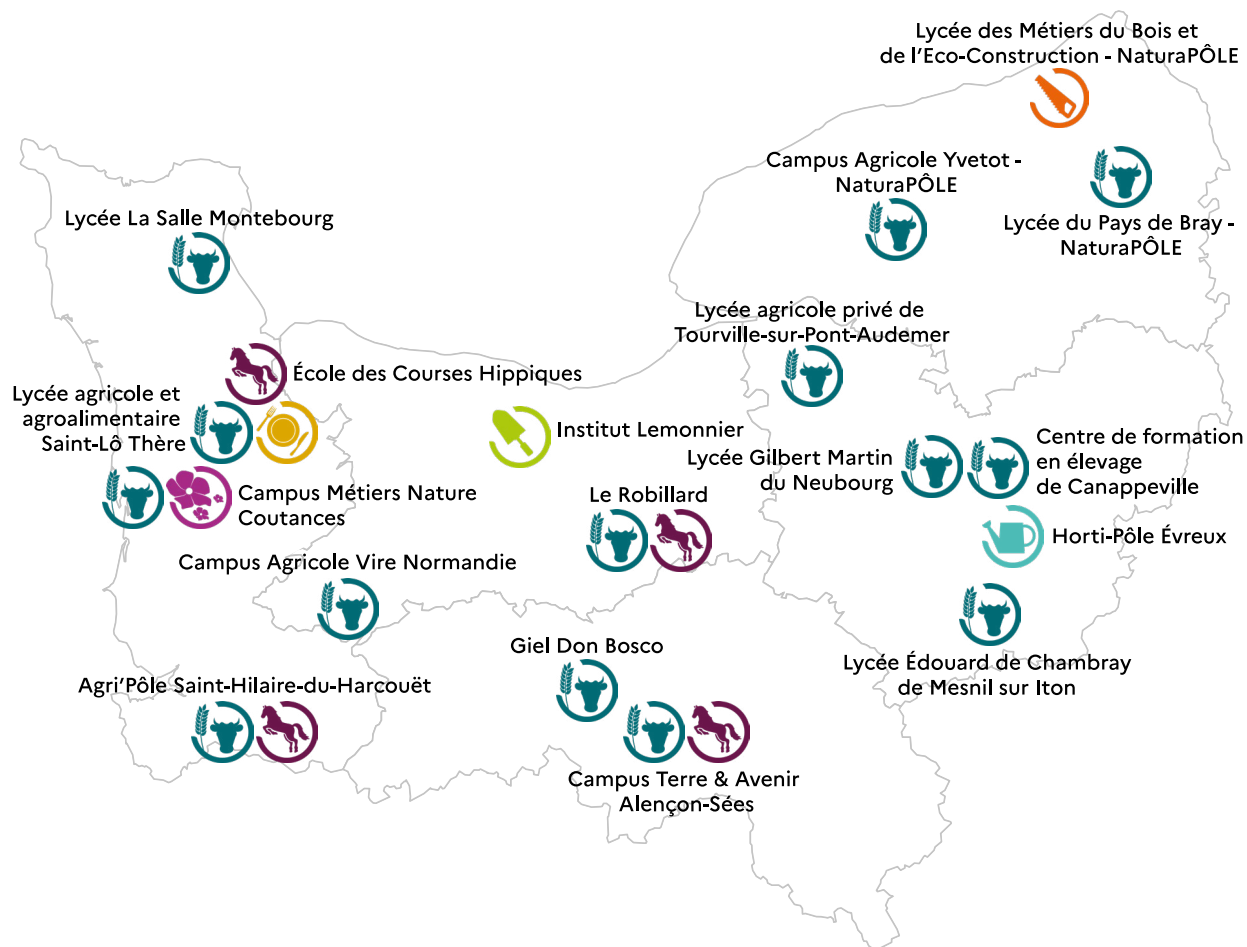 Lycée des Métiers du Bois et
de l'Eco-Construction - NaturaPÔLE
Campus Agricole Yvetot -
NaturaPÔLE
Lycée du Pays de Bray -
NaturaPÔLE
Lycée La Salle Montebourg
Lycée agricole privé de
Tourville-sur-Pont-Audemer
École des Courses Hippiques
Lycée agricole et
agroalimentaire
Saint-Lô Thère
Institut Lemonnier
Lycée Gilbert Martin
du Neubourg
Centre de formation
en élevage
de Canappeville
Campus Métiers Nature
Coutances
Le Robillard
Horti-Pôle Évreux
Campus Agricole Vire Normandie
Giel Don Bosco
Lycée Édouard de Chambray
de Mesnil sur Iton
Agri'Pôle Saint-Hilaire-du-Harcouët
Campus Terre & Avenir
Alençon-Sées